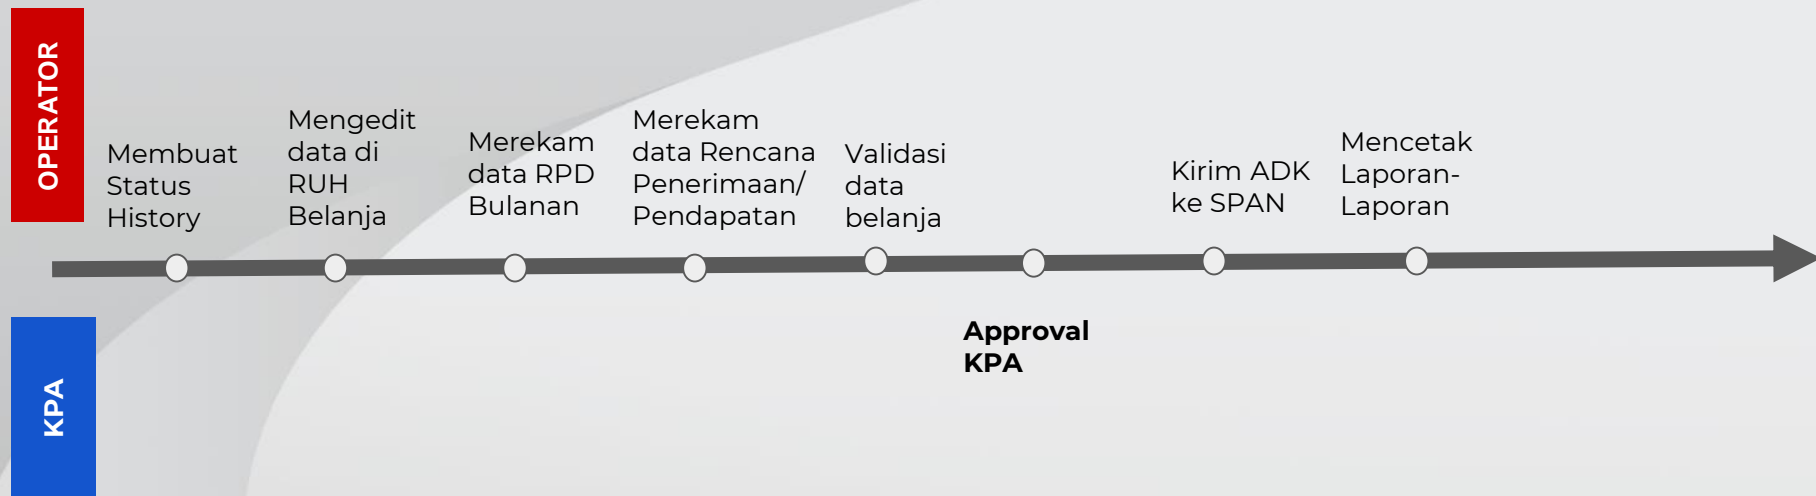 OPERATOR
Membuat
Status
History
Mengedit
data di
RUH
Belanja
Merekam
data RPD
Bulanan
Merekam
data Rencana
Penerimaan/
Pendapatan
Validasi
data
belanja
Kirim ADK
ke SPAN
Mencetak
Laporan-
Laporan
KPA
Approval
KPA